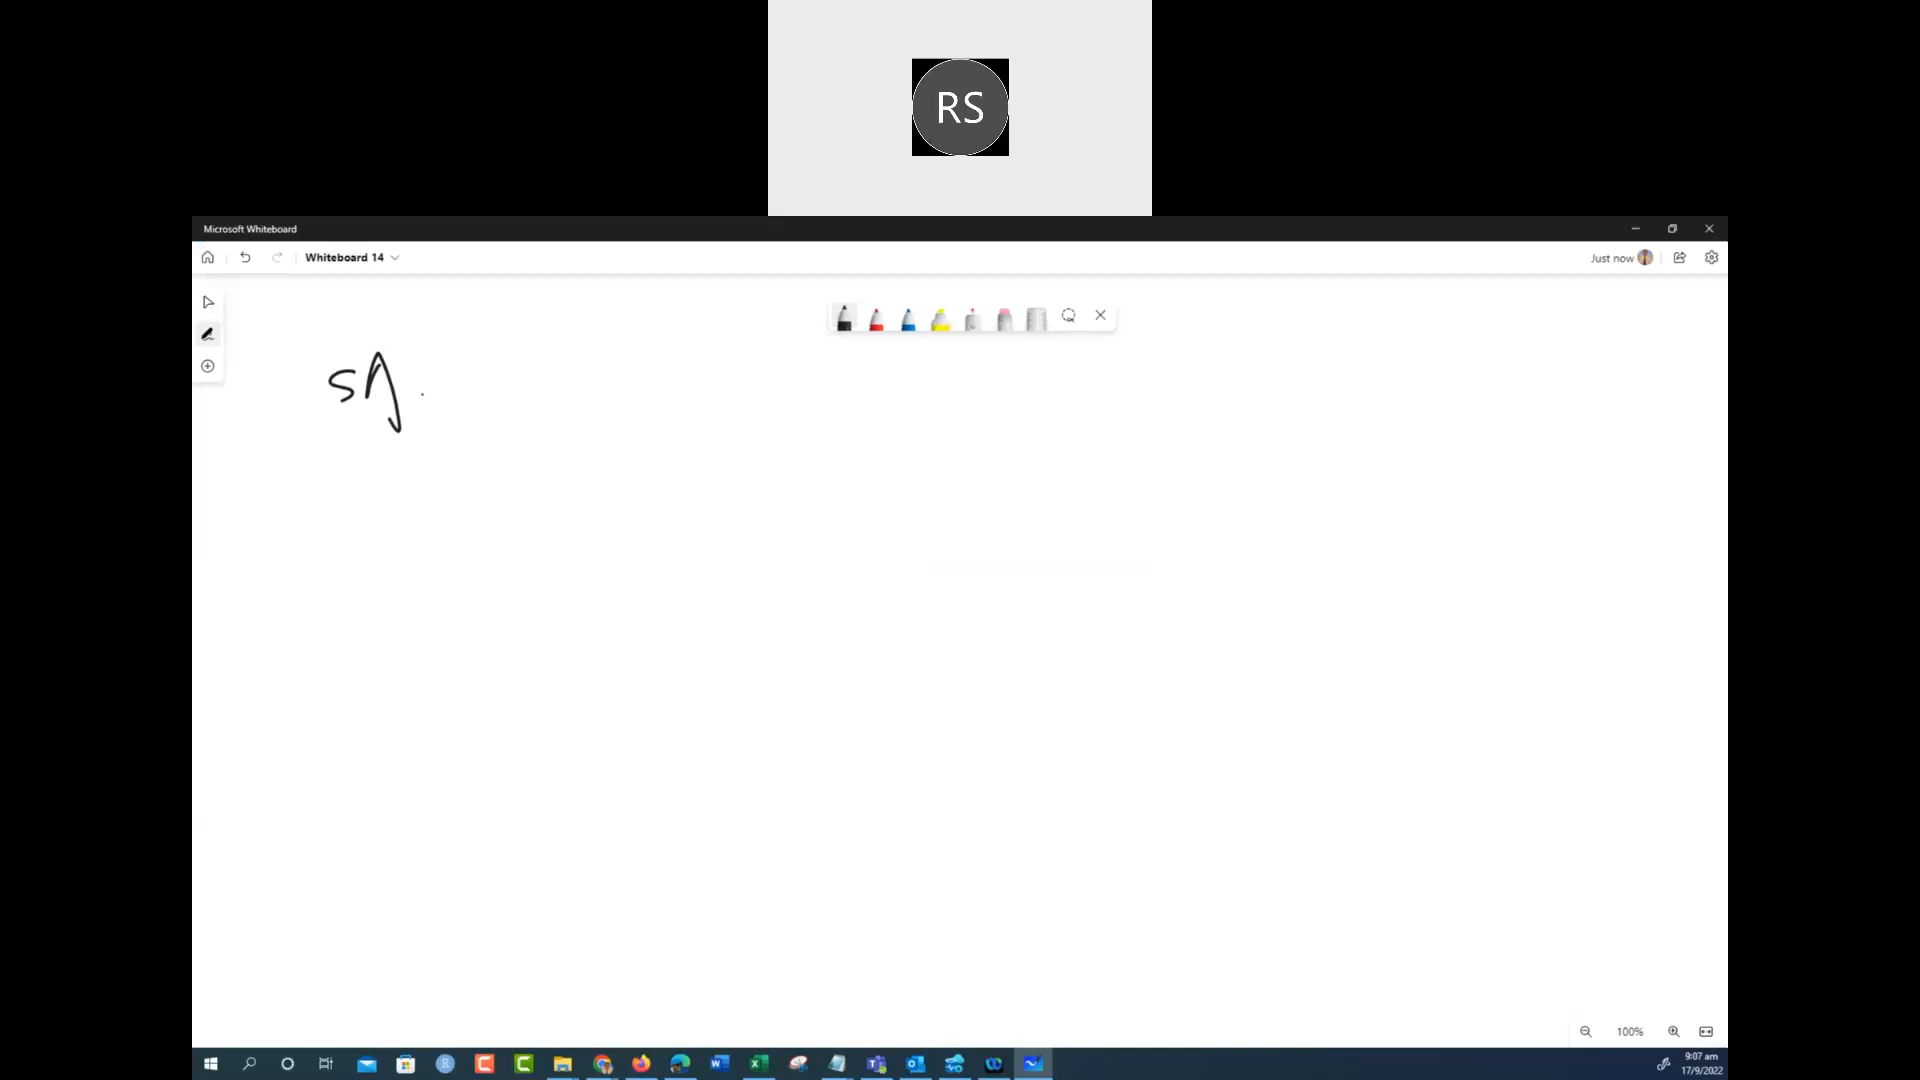 RS
Microsoft Whiteboard
Whiteboard 14
Just now
100%
9:07 am
17/9/2022